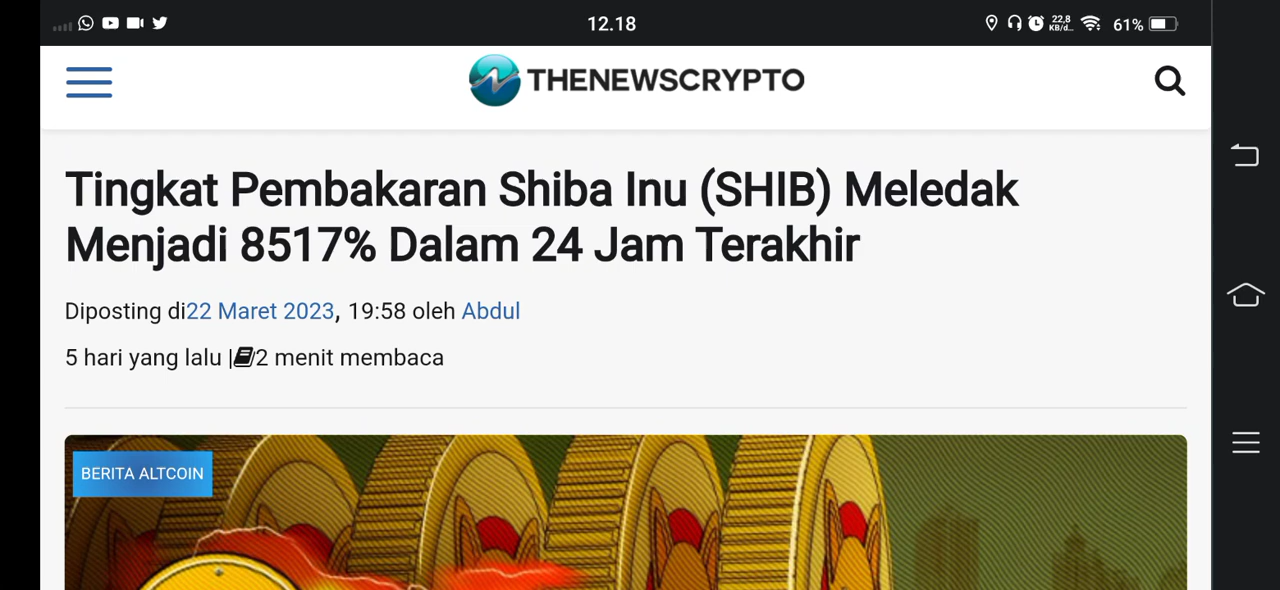 12.18
22,8
KB/d...
61%
THENEWSCRYPTO
Tingkat Pembakaran Shiba Inu (SHIB) Meledak
Menjadi 8517% Dalam 24 Jam Terakhir
Diposting di22 Maret 2023, 19:58 oleh Abdul
5 hari yang lalu |2 menit membaca
BERITA ALTCOIN